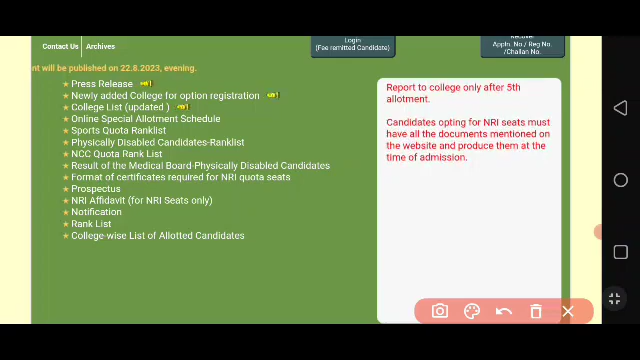 Contact Us
Archives
Login
(Fee remitted Candidate)
Recover
Appln. No./ Reg No.
/Challan No.
nt will be published on 22.8.2023, evening.
Press Release
Newly added College for option registration
College List (updated )
Online Special Allotment Schedule
Sports Quota Ranklist
Physically Disabled Candidates-Ranklist
NCC Quota Rank List
Result of the Medical Board-Physically Disabled Candidates
Format of certificates required for NRI quota seats
Prospectus
NRI Affidavit (for NRI Seats only)
Notification
Rank List
College-wise List of Allotted Candidates
Report to college only after 5th
allotment.
Candidates opting for NRI seats must
have all the documents mentioned on
the website and produce them at the
time of admission.